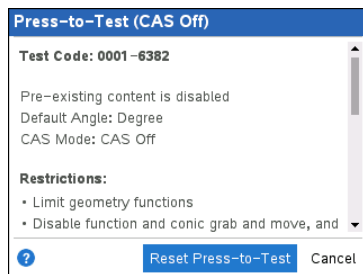 Press-to-Test (CAS Off)
Test Code: 0001-6382
Pre-existing content is disabled
Default Angle: Degree
CAS Mode: CAS Off
Restrictions:
• Limit geometry functions
• Disable function and conic grab and move, and
?
Reset Press-to-Test
Cancel